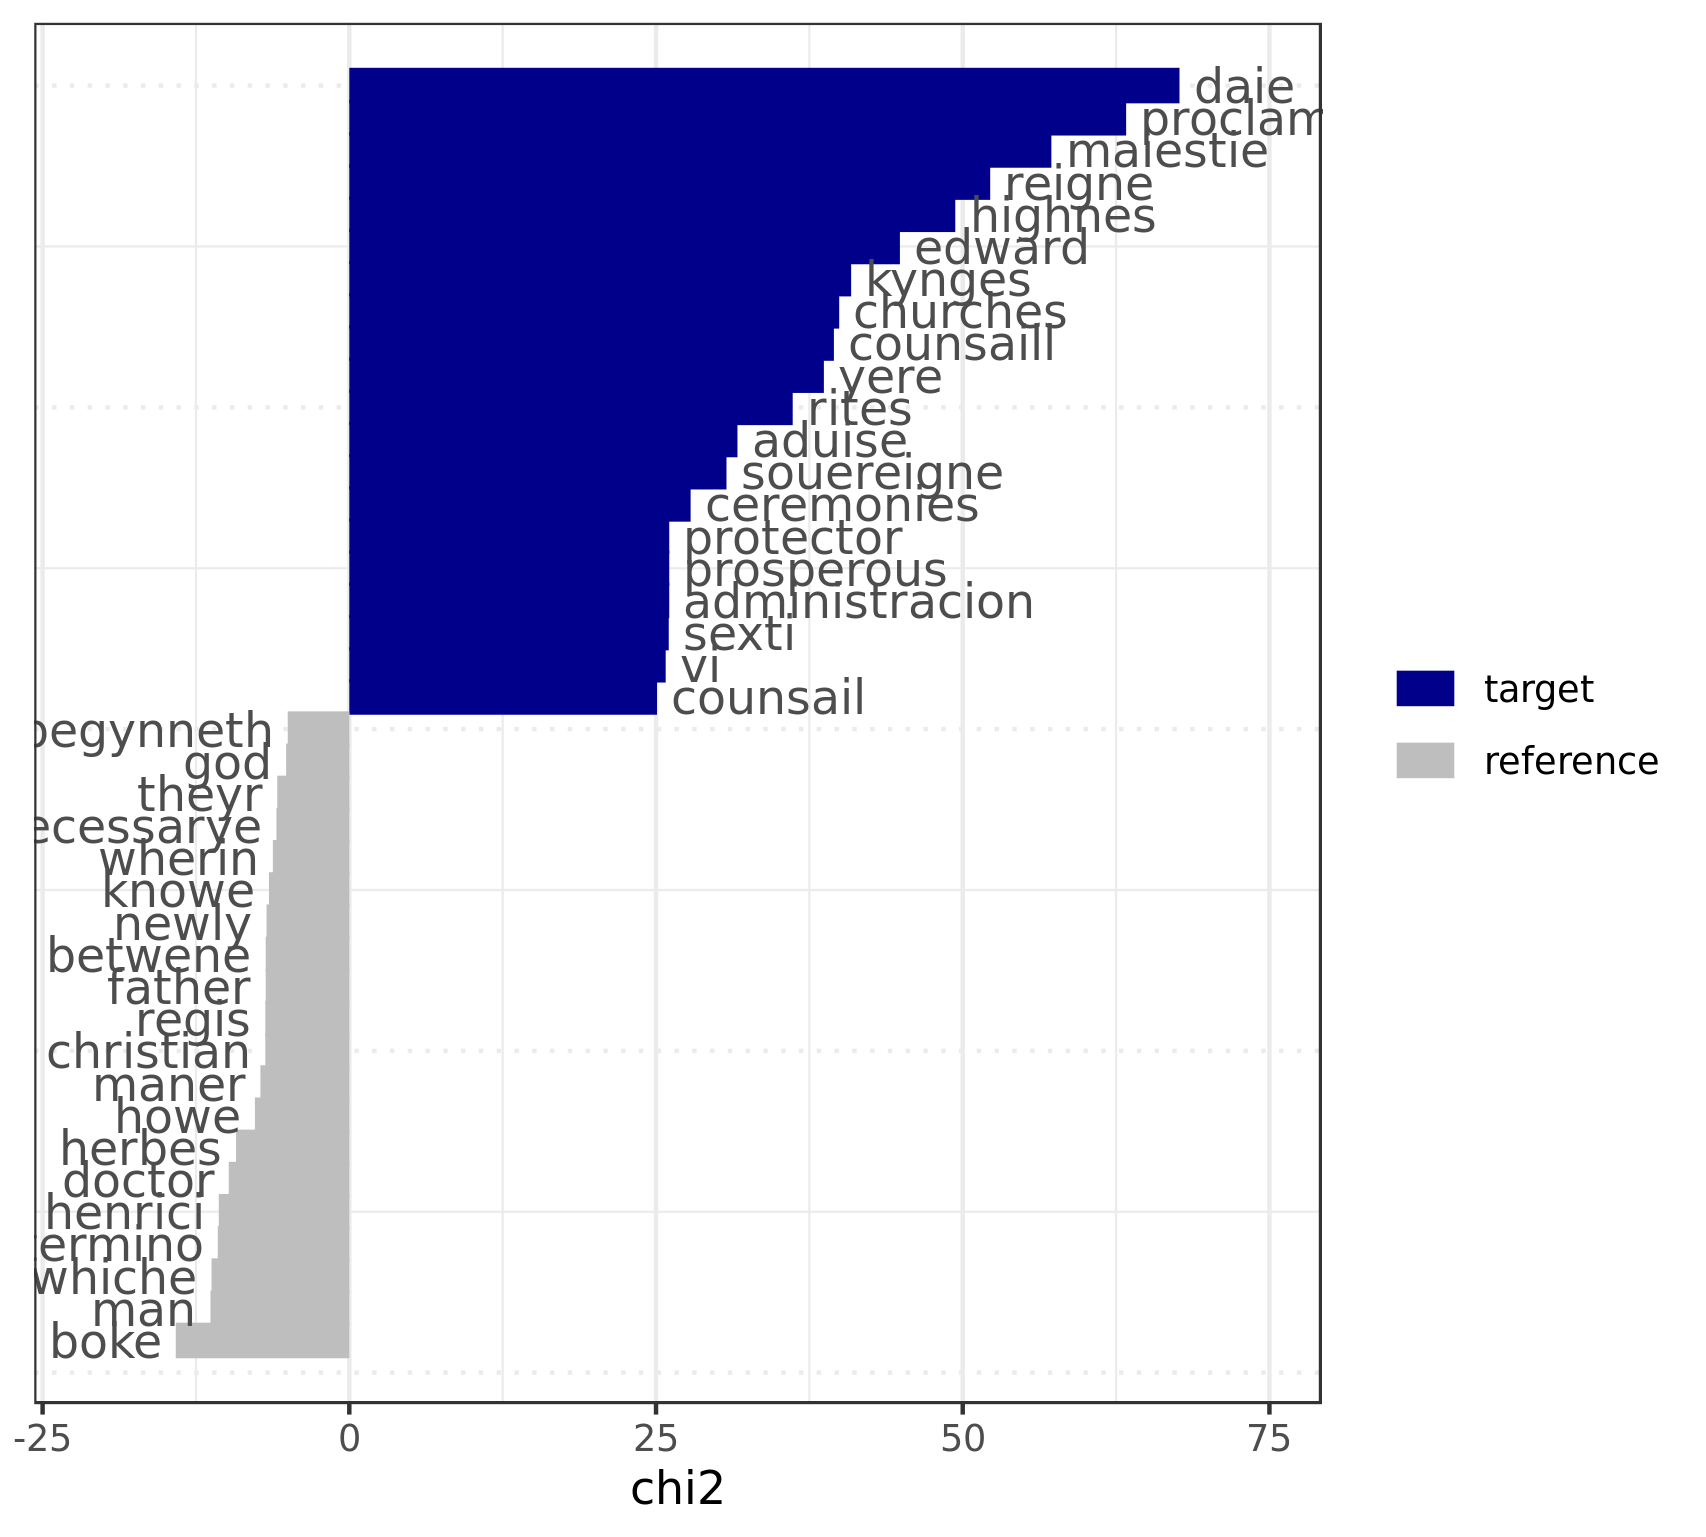 daie
proclam
maiestie
reigne
highnes
edward
kynges
churches
counsaill
yere
rites
aduise
souereigne
ceremonies
protector
prosperous
administracion
sexti
vi
counsail
begynneth
god
theyr
ecessarye
wherin
knowe
newly
betwene
father
regis
christian
maner
howe
herbes
doctor
henrici
ermino
whiche
man
boke
target
reference
-25 0 25 50 75
chi2